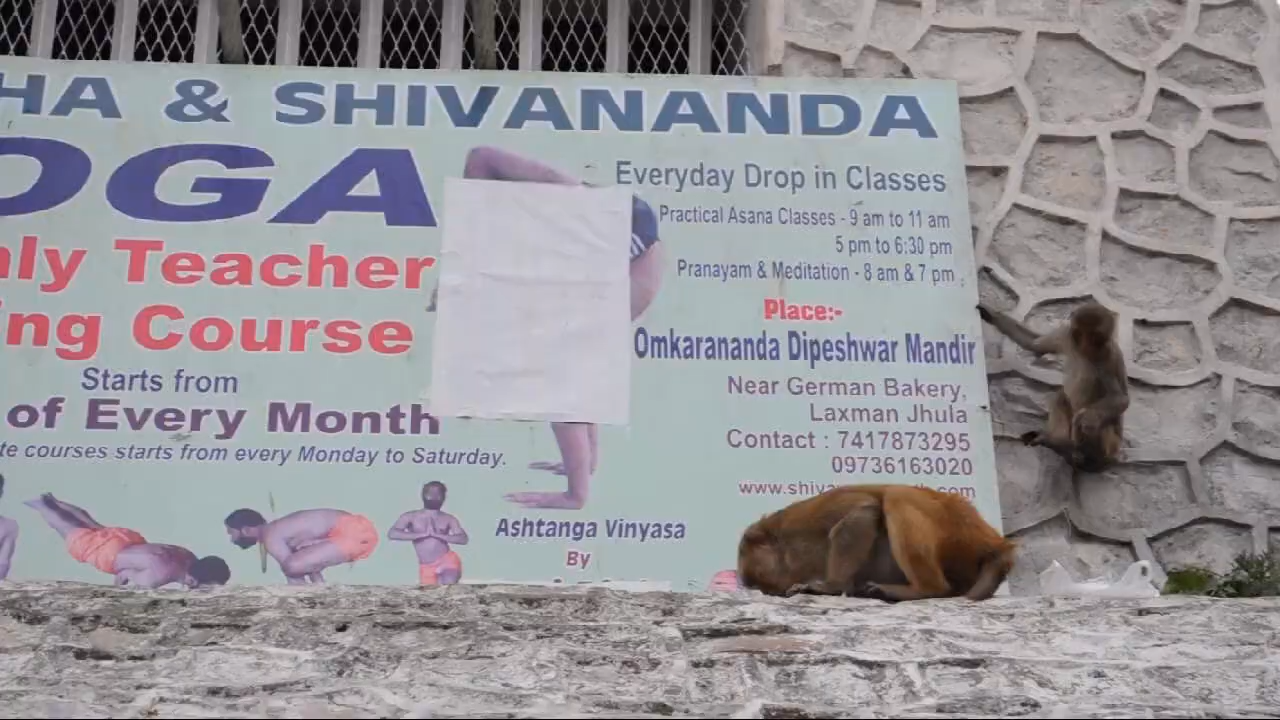 HA & SHIVANANDA
OGA
nly Teacher
ing Course
Starts from
of Every Month
te courses starts from every Monday to Saturday.
Everyday Drop in Classes
Practical Asana Classes - 9 am to 11 am
5 pm to 6:30 pm
Pranayam & Meditation - 8 am & 7 pm
Place:-
Omkarananda Dipeshwar Mandir
Near German Bakery,
Laxman Jhula
Contact : 7417873295
09736163020
Ashtanga Vinyasa
By